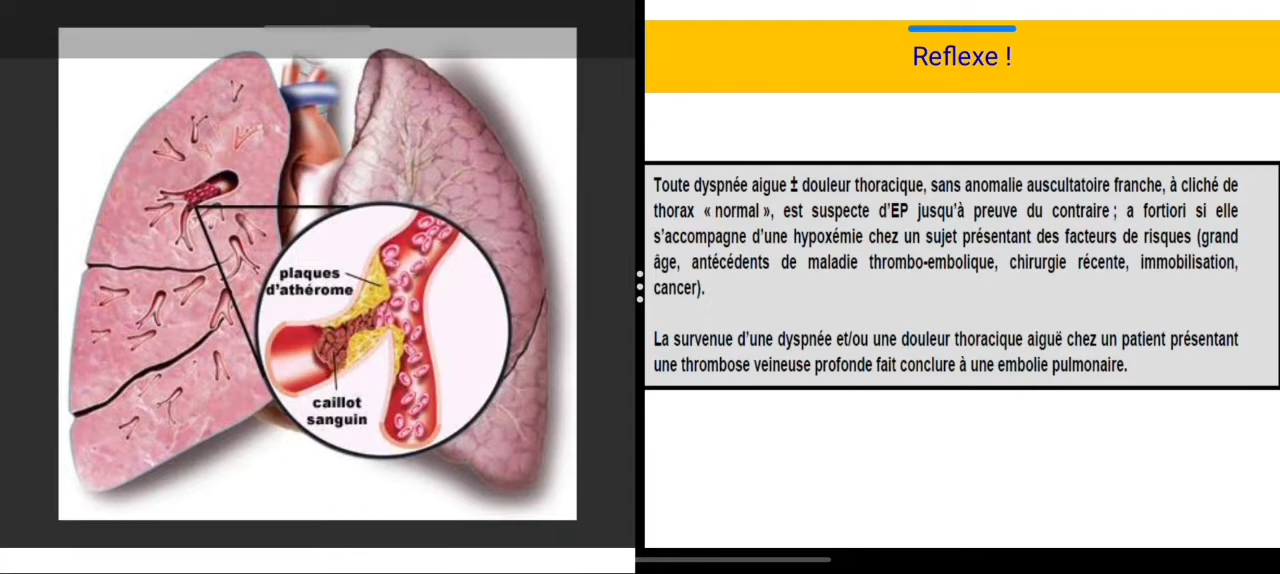 plaques
d'athérome
caillot
sanguin
Reflexe !
Toute dyspnée aigue ± douleur thoracique, sans anomalie auscultatoire franche, à cliché de
thorax « normal », est suspecte d'EP jusqu'à preuve du contraire ; a fortiori si elle
s'accompagne d'une hypoxémie chez un sujet présentant des facteurs de risques (grand
âge, antécédents de maladie thrombo-embolique, chirurgie récente, immobilisation,
cancer).
La survenue d'une dyspnée et/ou une douleur thoracique aiguë chez un patient présentant
une thrombose veineuse profonde fait conclure à une embolie pulmonaire.